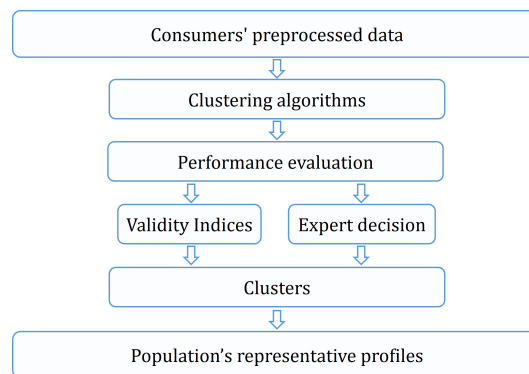 Consumers' preprocessed data
Clustering algorithms
Performance evaluation
Validity Indices
Expert decision
Clusters
Population’s representative profiles